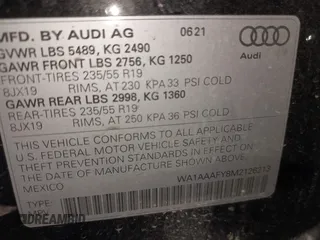 MFD. BY AUDI AG 0621
GVWR LBS 5489, KG 2490
GAWR FRONT LBS 2756, KG 1250
FRONT-TIRES 235/55 R19
8JX19 RIMS, AT 230 KPA 33 PSI COLD
GAWR REAR LBS 2998, KG 1360
REAR-TIRES 235/55 R19
8JX19 RIMS, AT 250 KPA 36 PSI COLD
THIS VEHICLE CONFORMS TO ALL APPLICABLE
U.S. FEDERAL MOTOR VEHICLE SAFETY AND
THEFT PREVENTION STANDARDS IN EFFECT ON
THE DATE OF MANUFACTURE SHOWN ABOVE.
MEXICO
Audi